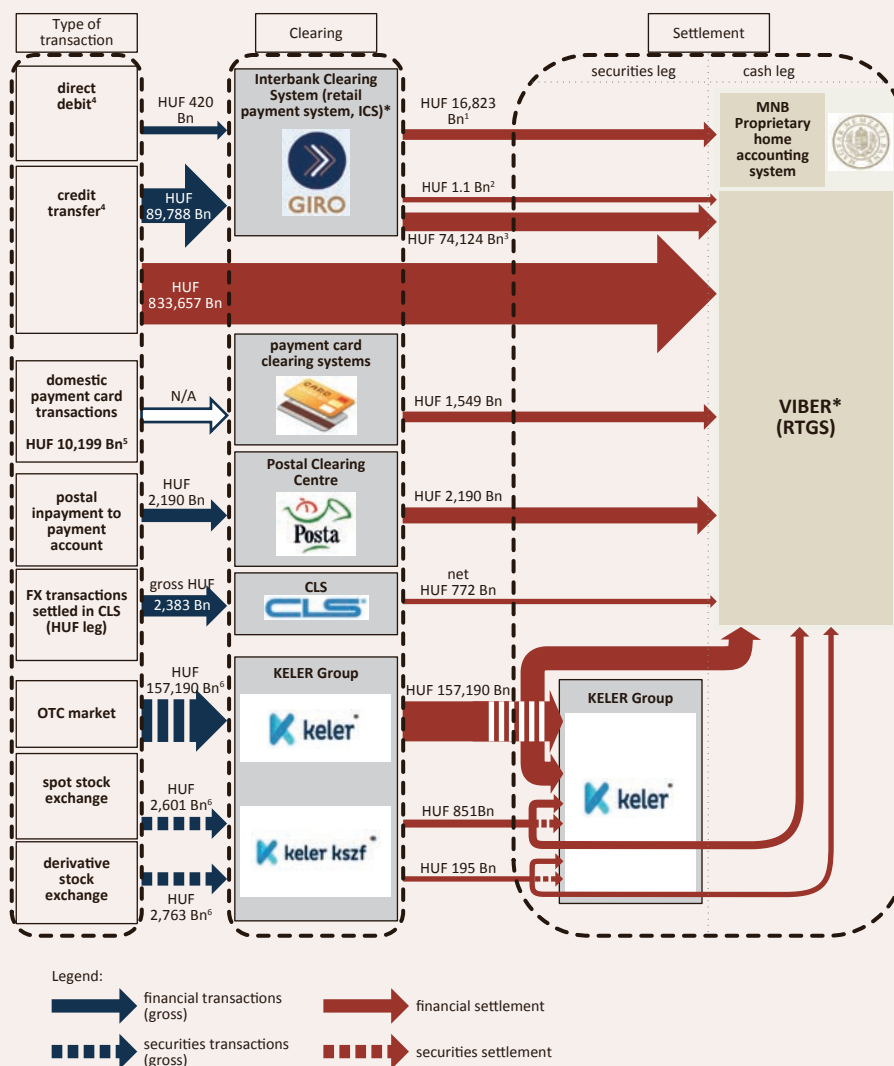 Type of
transaction
Clearing
Settlement
securities leg
cash leg
direct
debit⁴
HUF 420
Bn
Interbank Clearing
System (retail
payment system, ICS)*
GIRO
HUF 16,823
Bn¹
MNB
Proprietary
home
accounting
system
credit
transfer⁴
HUF
89,788 Bn
HUF 1.1 Bn²
HUF 74,124 Bn³
HUF
833,657 Bn
VIBER*
(RTGS)
domestic
payment card
transactions
HUF 10,199 Bn⁵
N/A
payment card
clearing systems
CARD
HUF 1,549 Bn
postal
inpayment to
payment
account
HUF
2,190 Bn
Postal Clearing
Centre
Posta
HUF 2,190 Bn
FX transactions
settled in CLS
(HUF leg)
gross HUF
2,383 Bn
CLS
CLS
net
HUF 772 Bn
OTC market
HUF
157,190 Bn⁶
KELER Group
keler
HUF 157,190 Bn
KELER Group
keler
spot stock
exchange
HUF
2,601 Bn⁶
keler kszf
HUF 851Bn
derivative
stock
exchange
HUF
2,763 Bn⁶
HUF 195 Bn
Legend:
financial transactions
(gross)
financial settlement
securities transactions
(gross)
securities settlement